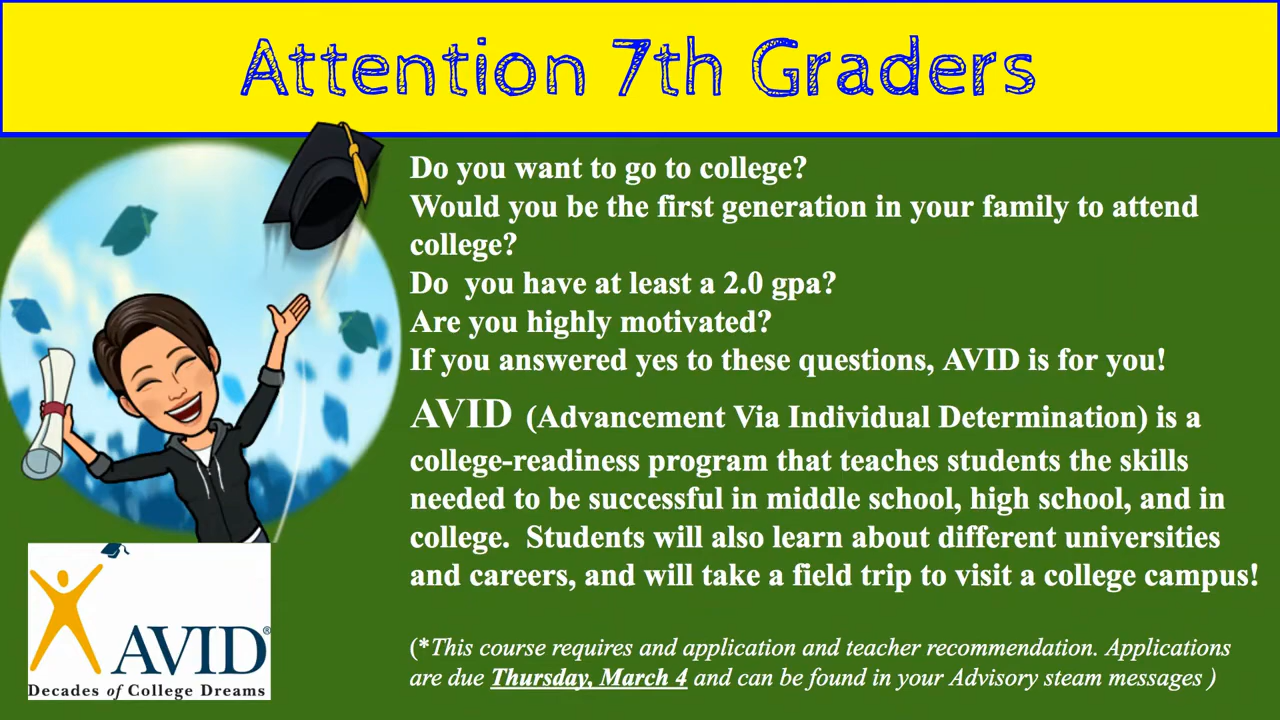 Attention 7th Graders
Do you want to go to college?
Would you be the first generation in your family to attend
college?
Do  you have at least a 2.0 gpa?
Are you highly motivated?
If you answered yes to these questions, AVID is for you!
AVID (Advancement Via Individual Determination) is a
college-readiness program that teaches students the skills
needed to be successful in middle school, high school, and in
college.  Students will also learn about different universities
and careers, and will take a field trip to visit a college campus!
(*This course requires and application and teacher recommendation. Applications
are due Thursday, March 4 and can be found in your Advisory steam messages )
AVID®
Decades of College Dreams